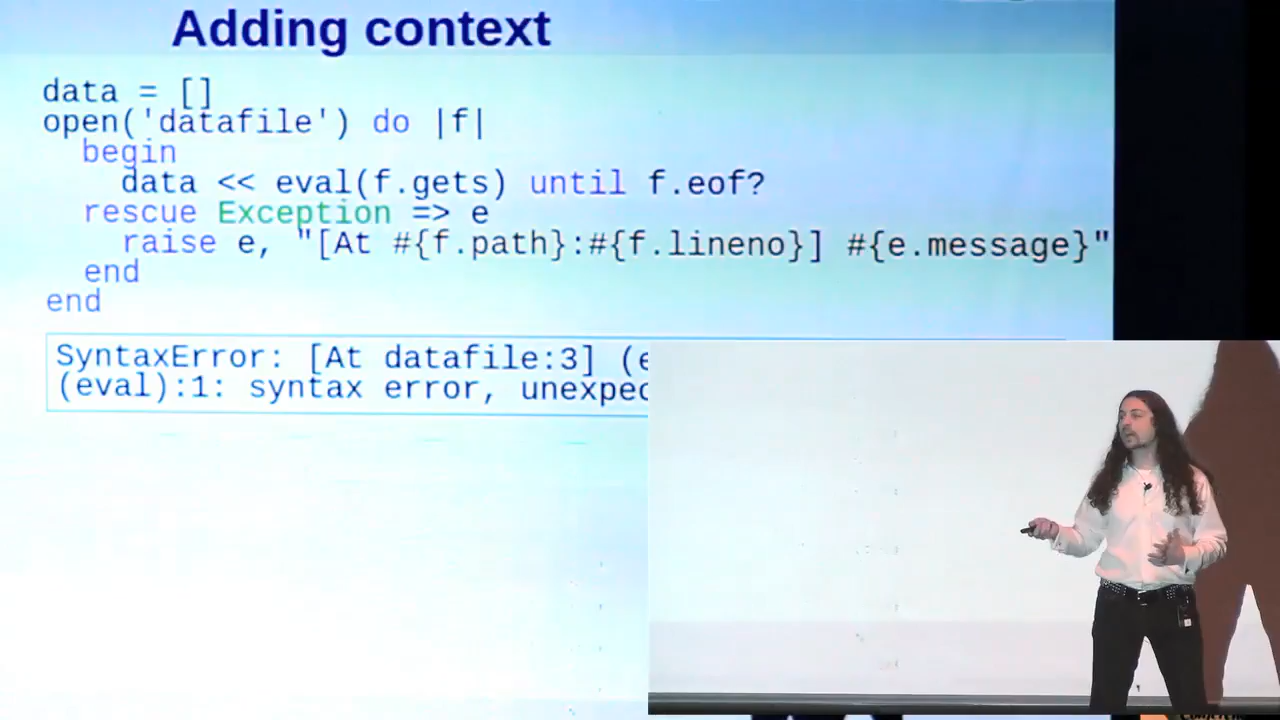 Adding context
data = []
open('datafile') do |f|
begin
data << eval(f.gets) until f.eof?
rescue Exception => e
raise e, "[At #{f.path}:#{f.lineno}] #{e.message}"
end
end
SyntaxError: [At datafile:3] (e
(eval):1: syntax error, unexpec